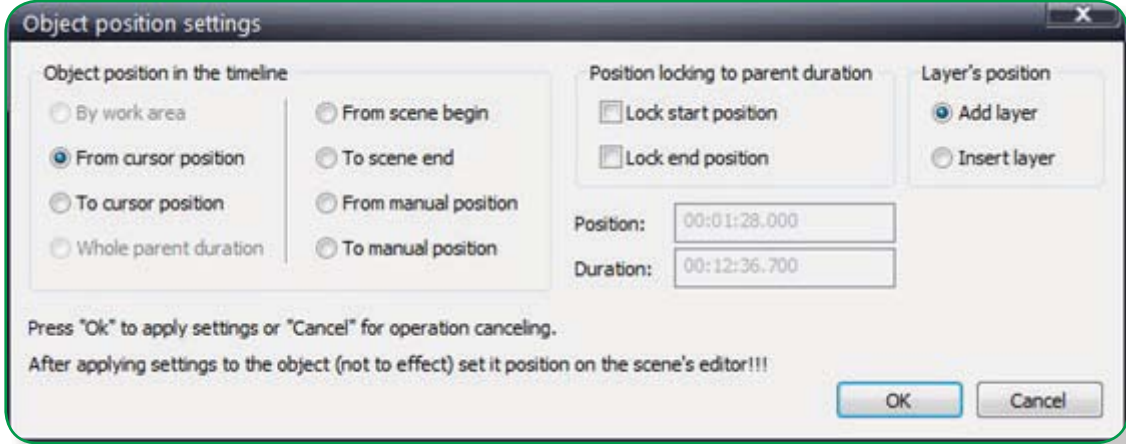 Object position settings
Object position in the timeline
By work area
From cursor position
To cursor position
Whole parent duration
From scene begin
To scene end
From manual position
To manual position
Position locking to parent duration
Lock start position
Lock end position
Layer's position
Add layer
Insert layer
Position: 00:01:28.000
Duration: 00:12:36.700
Press "Ok" to apply settings or "Cancel" for operation canceling.
After applying settings to the object (not to effect) set it position on the scene's editor!!!
OK Cancel